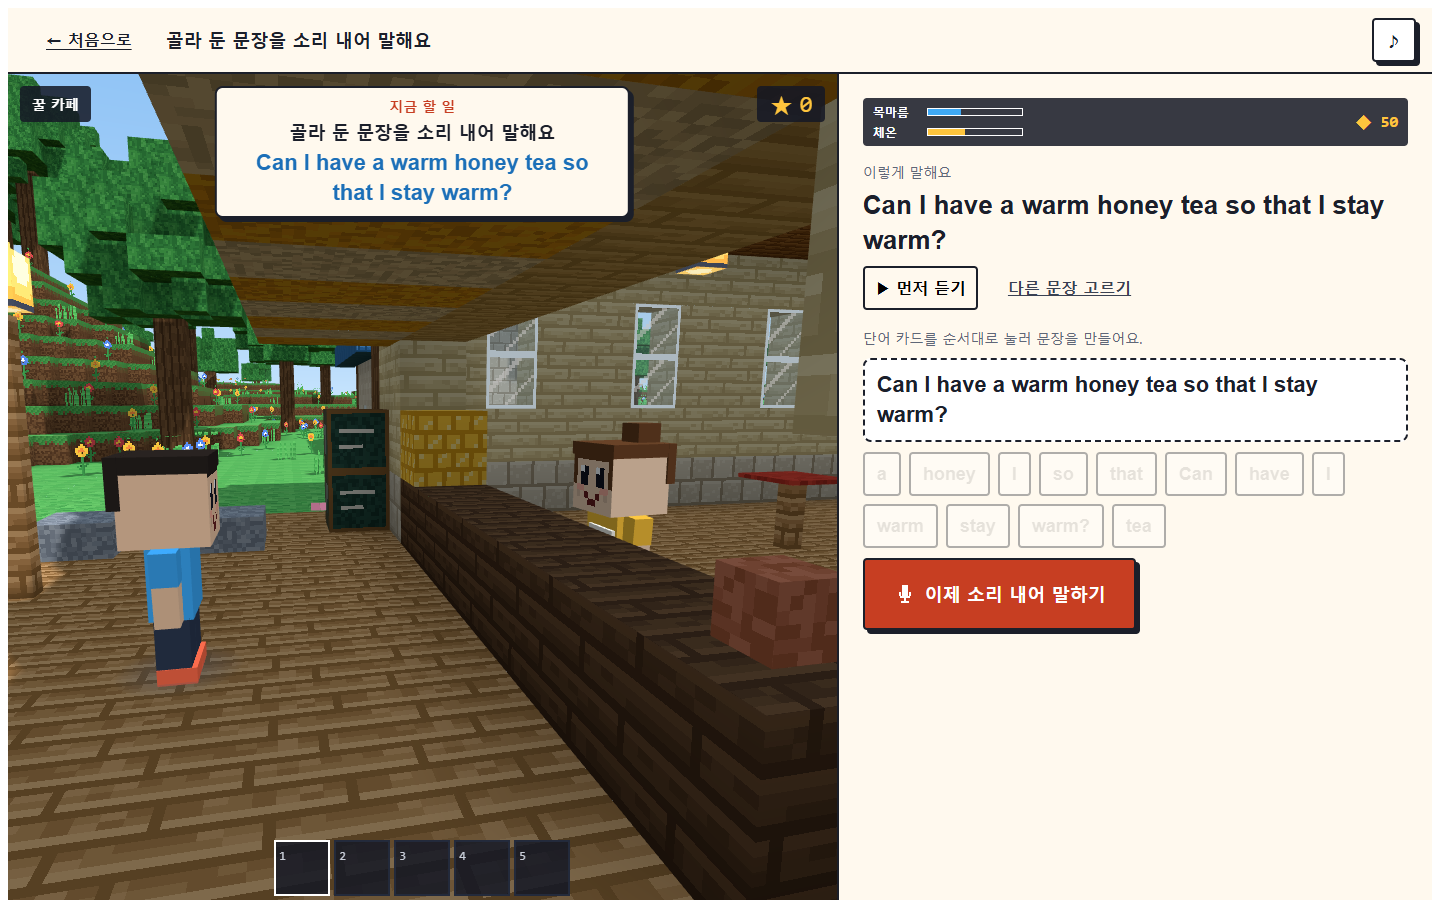 ← 처음으로
골라 둔 문장을 소리 내어 말해요
♪
꿀 카페
지금 할 일
골라 둔 문장을 소리 내어 말해요
Can I have a warm honey tea so
that I stay warm?
★ 0
1 2 3 4 5
목마름
체온
◆ 50
이렇게 말해요
Can I have a warm honey tea so that I stay
warm?
▶ 먼저 듣기
다른 문장 고르기
단어 카드를 순서대로 눌러 문장을 만들어요.
Can I have a warm honey tea so that I stay
warm?
a honey I so that Can have I
warm stay warm? tea
이제 소리 내어 말하기